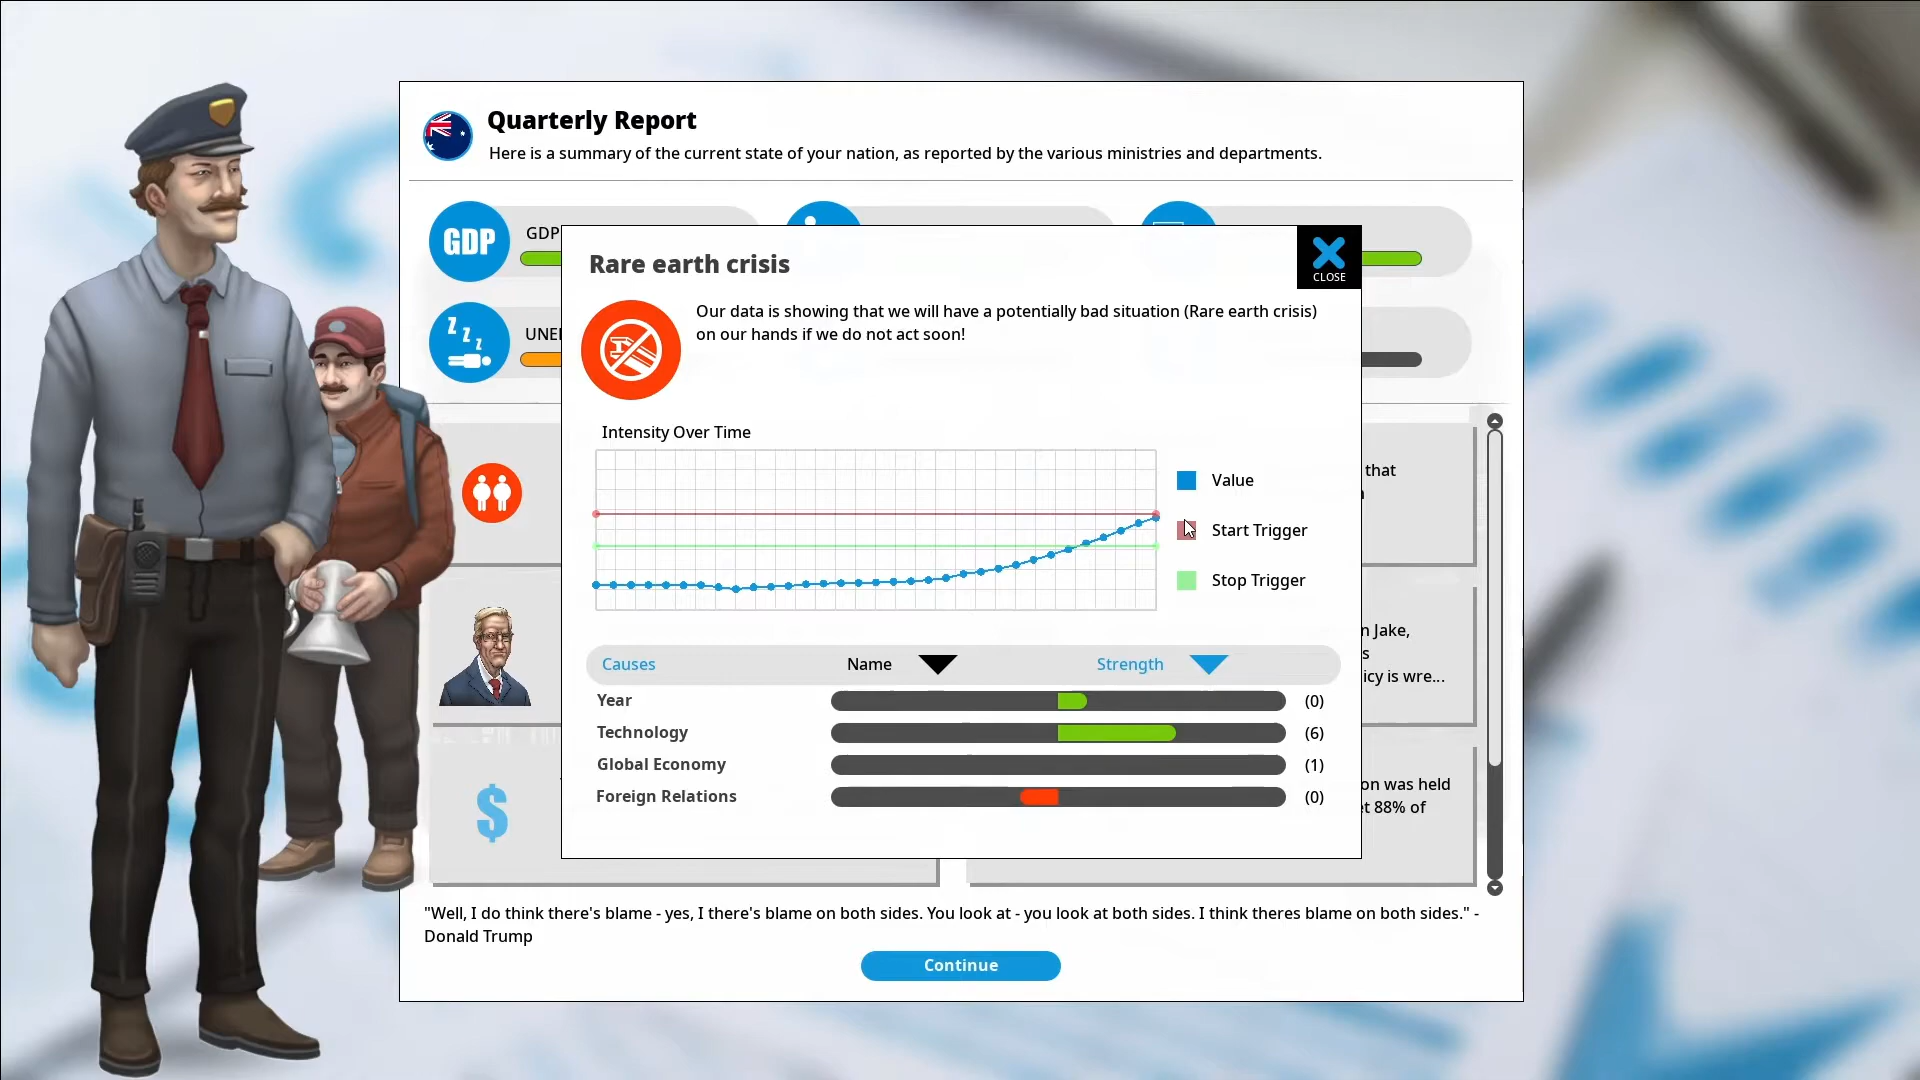 Quarterly Report
Here is a summary of the current state of your nation, as reported by the various ministries and departments.
GDP
GDP
Z Z Z
Rare earth crisis
CLOSE
Our data is showing that we will have a potentially bad situation (Rare earth crisis)
on our hands if we do not act soon!
Intensity Over Time
Value
Start Trigger
Stop Trigger
Causes
Name
Strength
Year
(0)
Technology
(6)
Global Economy
(1)
Foreign Relations
(0)
that
Jake,
icy is wre...
$
on was held
88% of
"Well, I do think there's blame - yes, I there's blame on both sides. You look at - you look at both sides. I think theres blame on both sides." -
Donald Trump
Continue